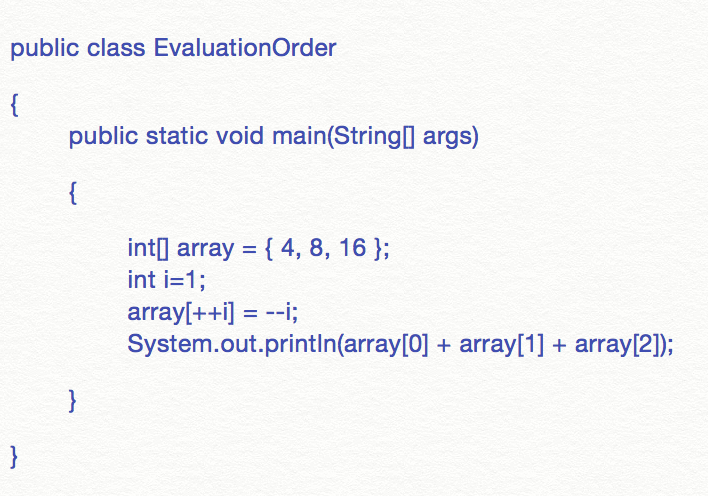 public class EvaluationOrder
{
public static void main(String[] args)
{
int[] array = { 4, 8, 16 };
int i=1;
array[++i] = --i;
System.out.println(array[0] + array[1] + array[2]);
}
}